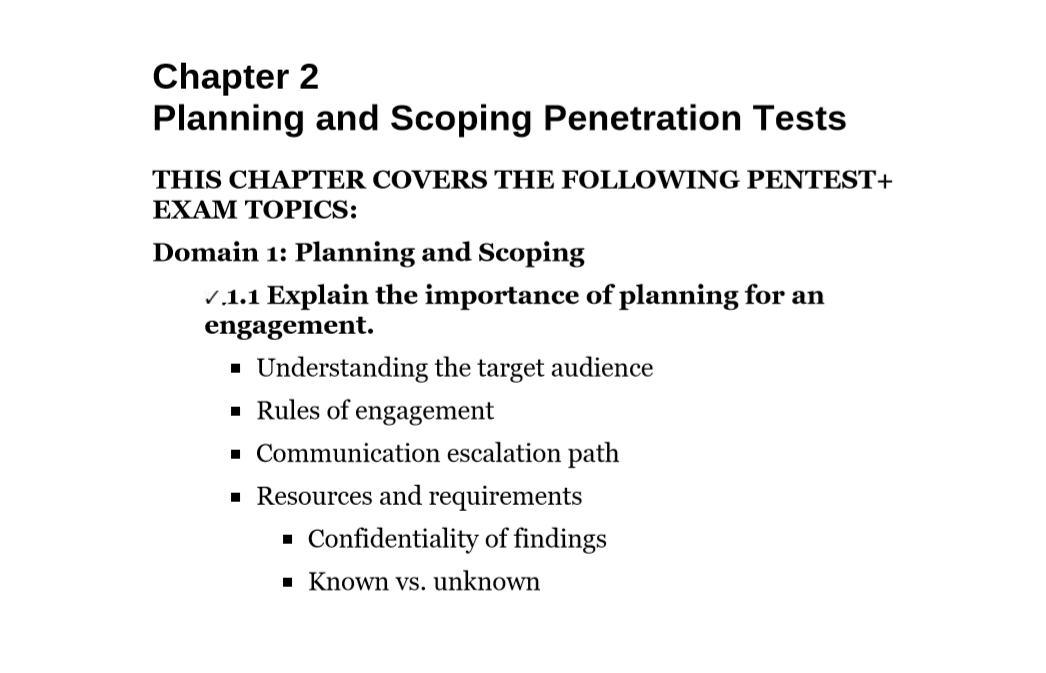 Chapter 2
Planning and Scoping Penetration Tests
THIS CHAPTER COVERS THE FOLLOWING PENTEST+
EXAM TOPICS:
Domain 1: Planning and Scoping
✓.1.1 Explain the importance of planning for an
engagement.
▪ Understanding the target audience
▪ Rules of engagement
▪ Communication escalation path
▪ Resources and requirements
▪ Confidentiality of findings
▪ Known vs. unknown